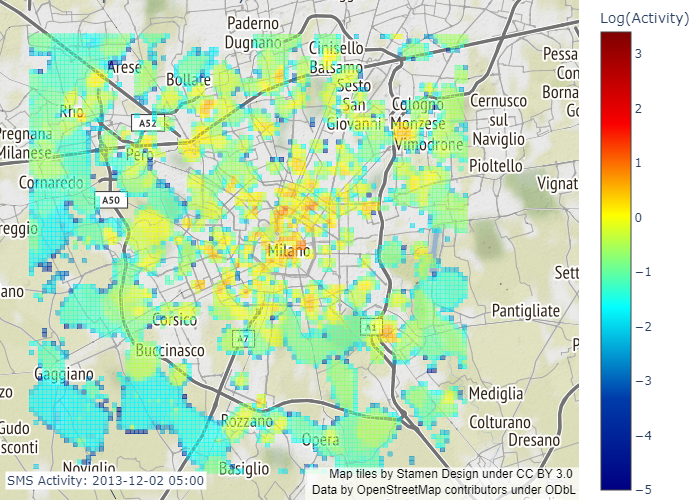 Log(Activity)
Paderno
Dugnano
Cinisello
Balsamo
Arese
Bollate
Sesto
San
Giovanni
Rho
A52
Cologno
Monzese
Vimodrone
Cernusco
sul
Naviglio
Pessa
Con
Borna
Go
Pregnana
Milanese
Pero
Pioltello
Cornaredo
Vignat
A50
reggio
Milano
Sett
ano
Pantigliate
Corsico
A1
A7
P
Buccinasco
Gaggiano
zo
Mediglia
Rozzano
Colturano
Gudo
sconti
Opera
Dresano
Noviglio
Basiglio
3
2
1
0
−1
−2
−3
−4
−5
SMS Activity: 2013-12-02 05:00
Map tiles by Stamen Design under CC BY 3.0
Data by OpenStreetMap contributors under ODbL